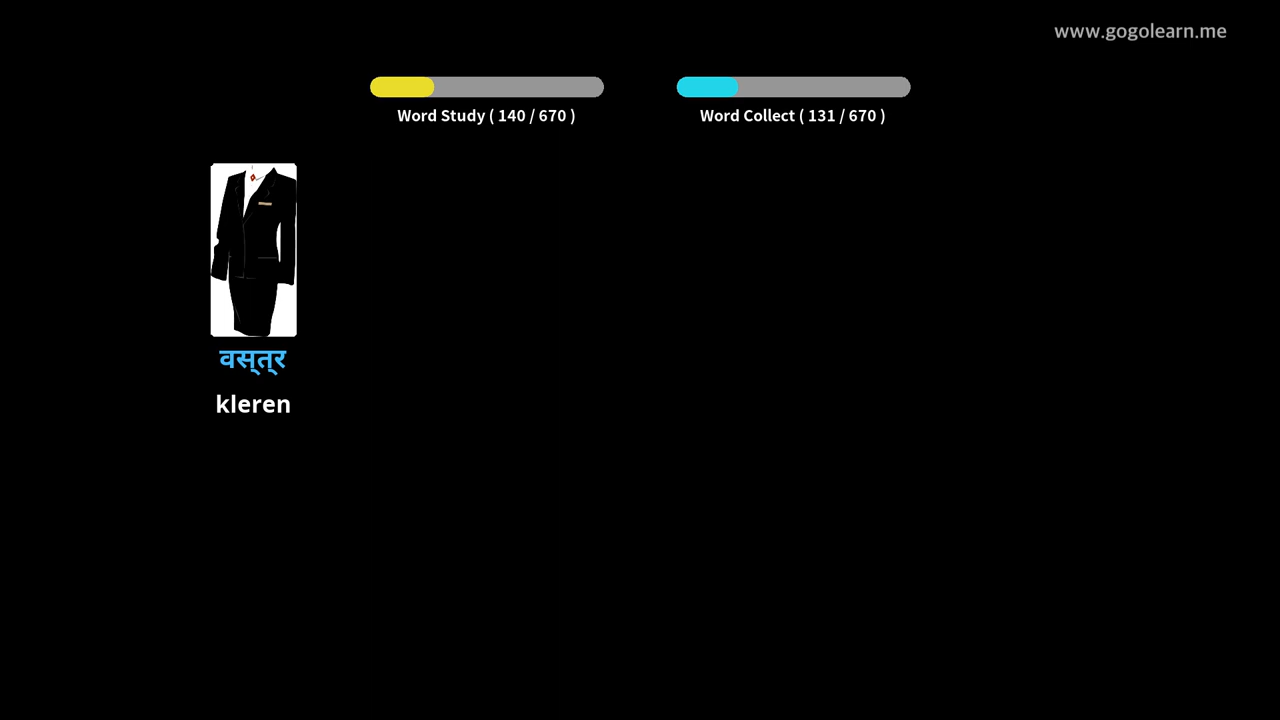 www.gogolearn.me
Word Study ( 140 / 670 )
Word Collect ( 131 / 670 )
वस्त्र
kleren